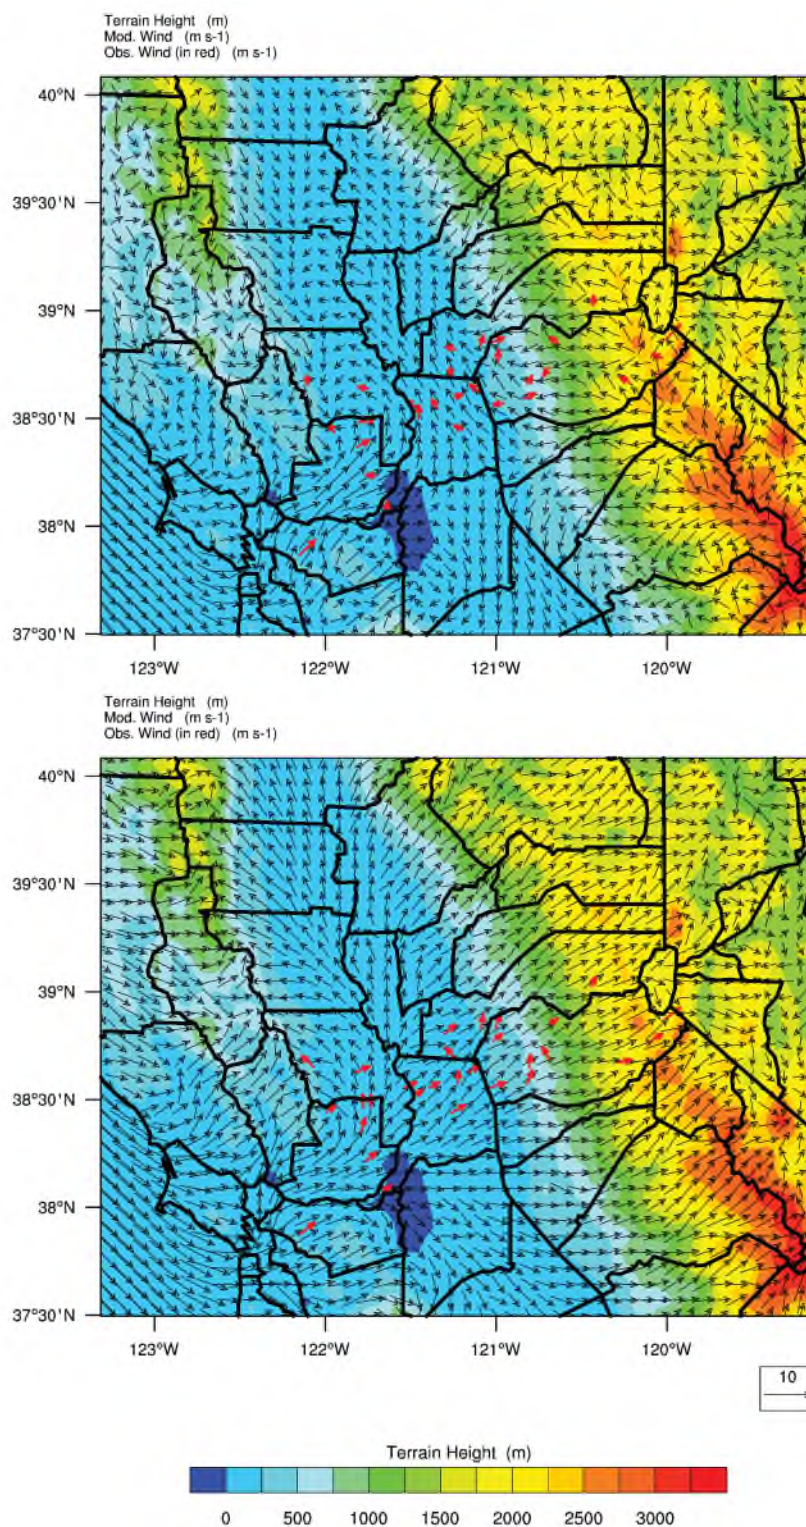 Terrain Height (m)
Mod. Wind (m s-1)
Obs. Wind (in red) (m s-1)
40°N
39°30'N
39°N
38°30'N
38°N
37°30'N
123°W 122°W 121°W 120°W
Terrain Height (m)
Mod. Wind (m s-1)
Obs. Wind (in red) (m s-1)
40°N
39°30'N
39°N
38°30'N
38°N
37°30'N
123°W 122°W 121°W 120°W
10
Terrain Height (m)
0 500 1000 1500 2000 2500 3000